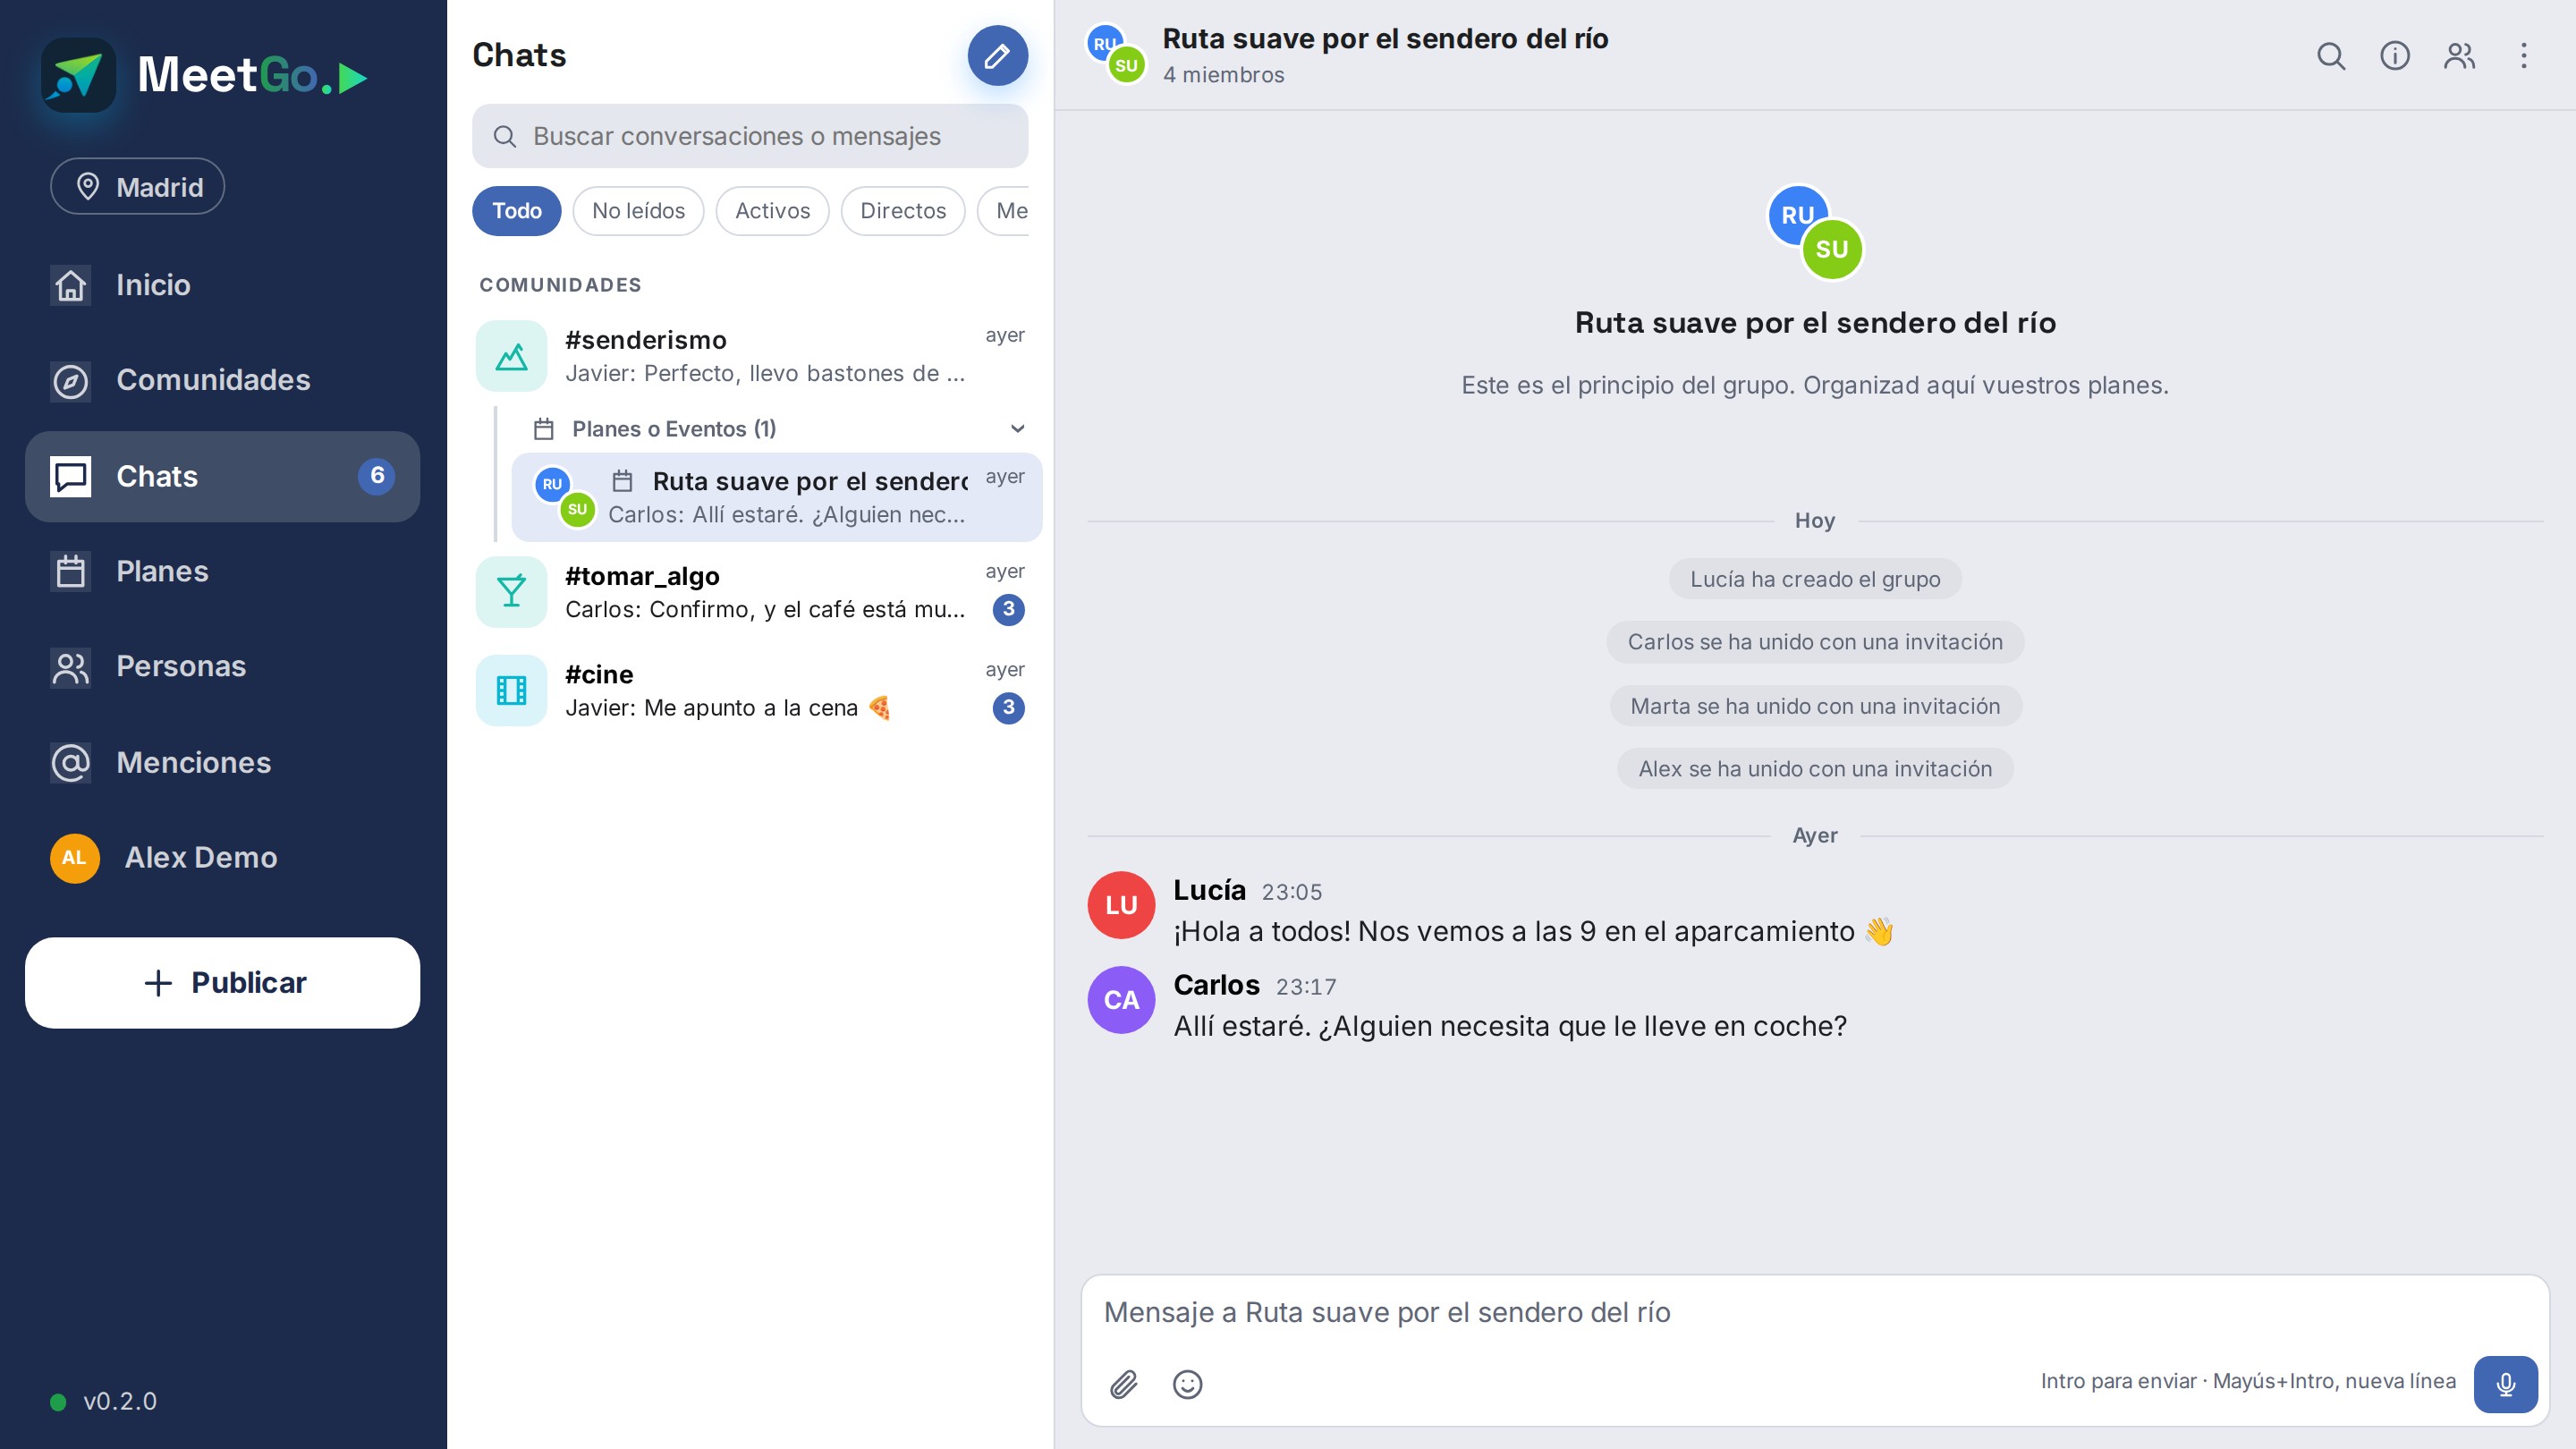 MeetGo.
Madrid
Inicio
Comunidades
Chats
6
Planes
Personas
Menciones
AL
Alex Demo
Publicar
v0.2.0
Chats
Buscar conversaciones o mensajes
Todo
No leídos
Activos
Directos
Me
COMUNIDADES
#senderismo
ayer
Javier: Perfecto, llevo bastones de ...
Planes o Eventos (1)
RU
SU
Ruta suave por el sendero
ayer
Carlos: Allí estaré. ¿Alguien nec...
#tomar_algo
ayer
Carlos: Confirmo, y el café está mu...
3
#cine
ayer
Javier: Me apunto a la cena 🍕
3
RU
SU
Ruta suave por el sendero del río
4 miembros
RU
SU
Ruta suave por el sendero del río
Este es el principio del grupo. Organizad aquí vuestros planes.
Hoy
Lucía ha creado el grupo
Carlos se ha unido con una invitación
Marta se ha unido con una invitación
Alex se ha unido con una invitación
Ayer
LU
Lucía 23:05
¡Hola a todos! Nos vemos a las 9 en el aparcamiento 👋
CA
Carlos 23:17
Allí estaré. ¿Alguien necesita que le lleve en coche?
Mensaje a Ruta suave por el sendero del río
Intro para enviar · Mayús+Intro, nueva línea